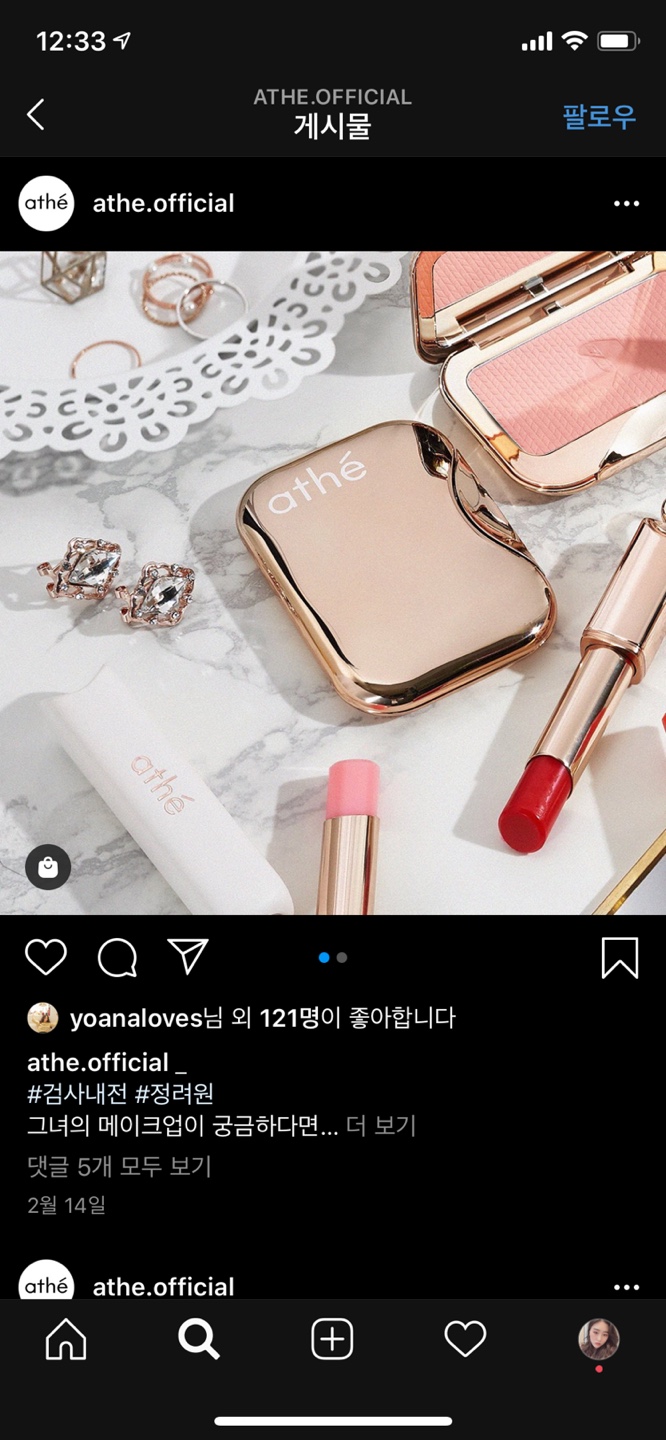 12:33
ATHE.OFFICIAL
게시물
팔로우
athé
athe.official
athé
athé
yoanaloves님 외 121명이 좋아합니다
athe.official _
#검사내전 #정려원
그녀의 메이크업이 궁금하다면... 더 보기
댓글 5개 모두 보기
2월 14일
athé
athe.official